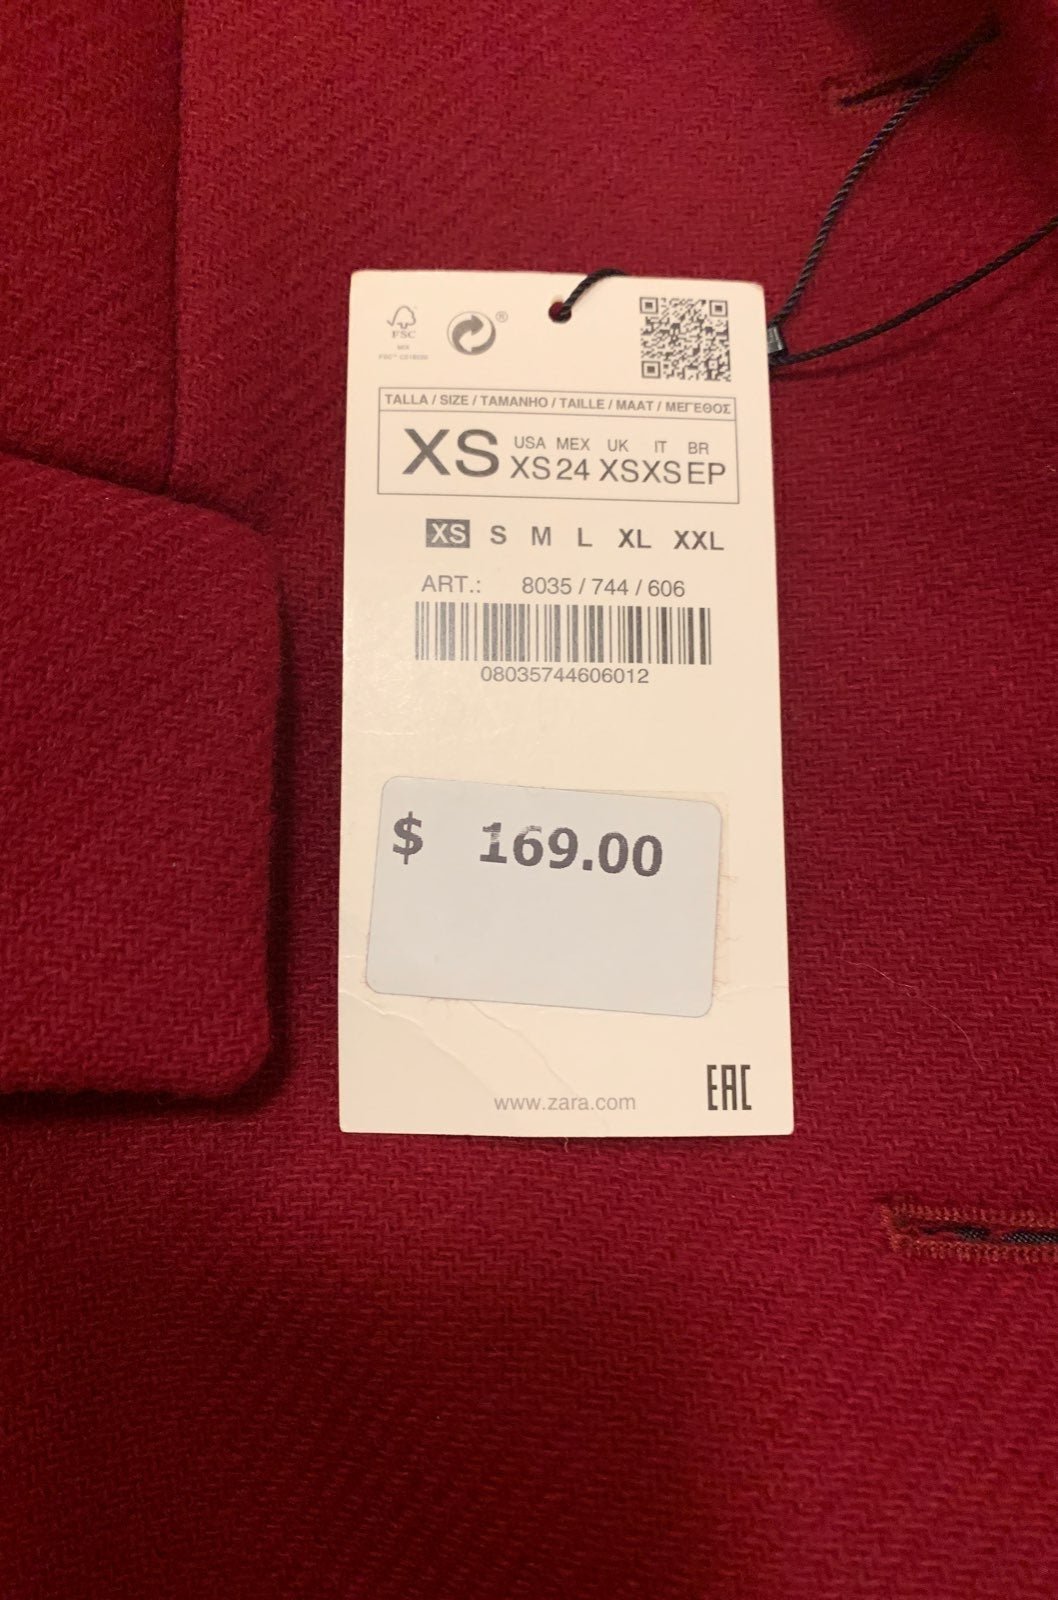 FSC
MIX
®
TALLA / SIZE / TAMANHO / TAILLE / MAAT / ΜΕΓΕΘΟΣ
XS
USA MEX UK IT BR
XS 24 XS XS EP
XS S M L XL XXL
ART.: 8035 / 744 / 606
08035744606012
$ 169.00
www.zara.com
EAC